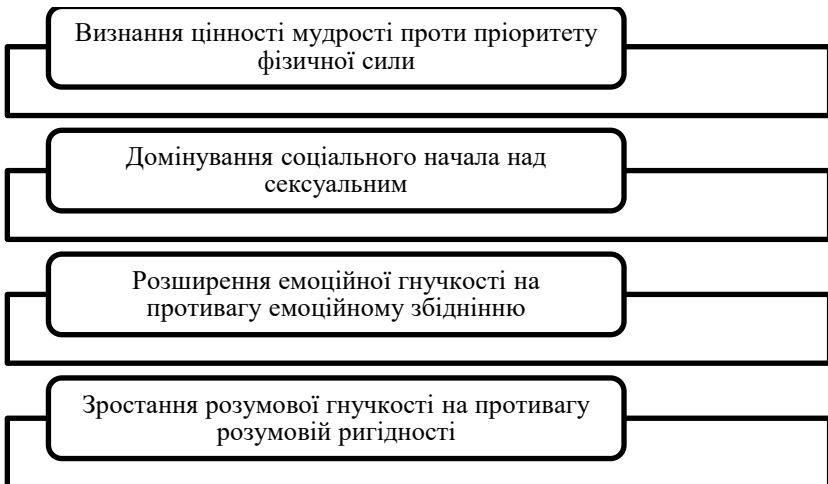 Визнання цінності мудрості проти пріоритету
фізичної сили
Домінування соціального начала над
сексуальним
Розширення емоційної гнучкості на
противагу емоційному збіднінню
Зростання розумової гнучкості на противагу
розумовій ригідності